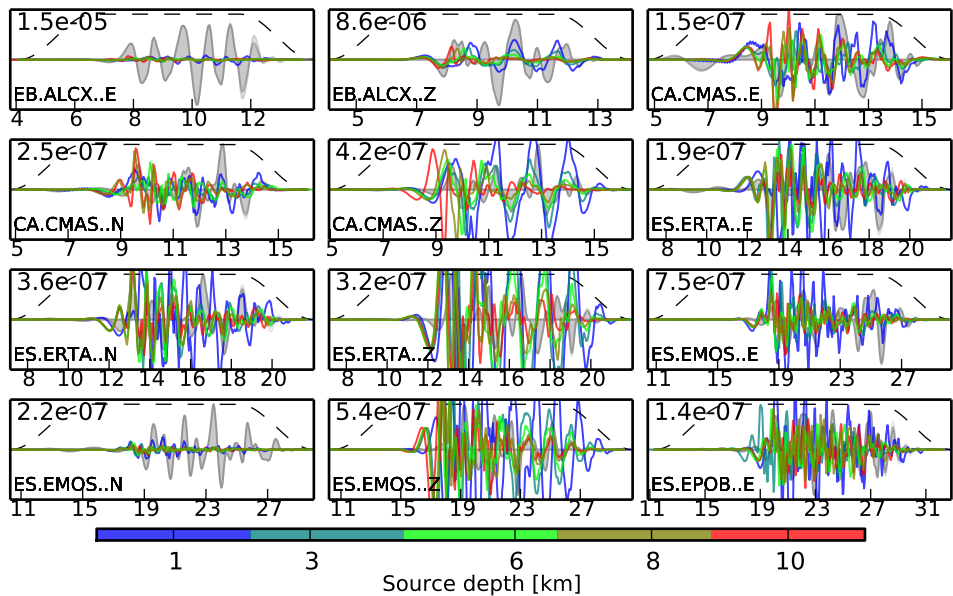 1.5e-05 8.6e-06 1.5e-07
EB.ALCX..E EB.ALCX..Z CA.CMAS..E
4 6 8 10 12 5 7 9 11 13 5 7 9 11 13 15
2.5e-07 4.2e-07 1.9e-07
CA.CMAS..N CA.CMAS..Z ES.ERTA..E
5 7 9 11 13 15 5 7 9 11 13 15 8 10 12 14 16 18 20
3.6e-07 3.2e-07 7.5e-07
ES.ERTA..N ES.ERTA..Z ES.EMOS..E
8 10 12 14 16 18 20 8 10 12 14 16 18 20 11 15 19 23 27
2.2e-07 5.4e-07 1.4e-07
ES.EMOS..N ES.EMOS..Z ES.EPOB..E
11 15 19 23 27 11 15 19 23 27 11 15 19 23 27 31
1 3 6 8 10
Source depth [km]